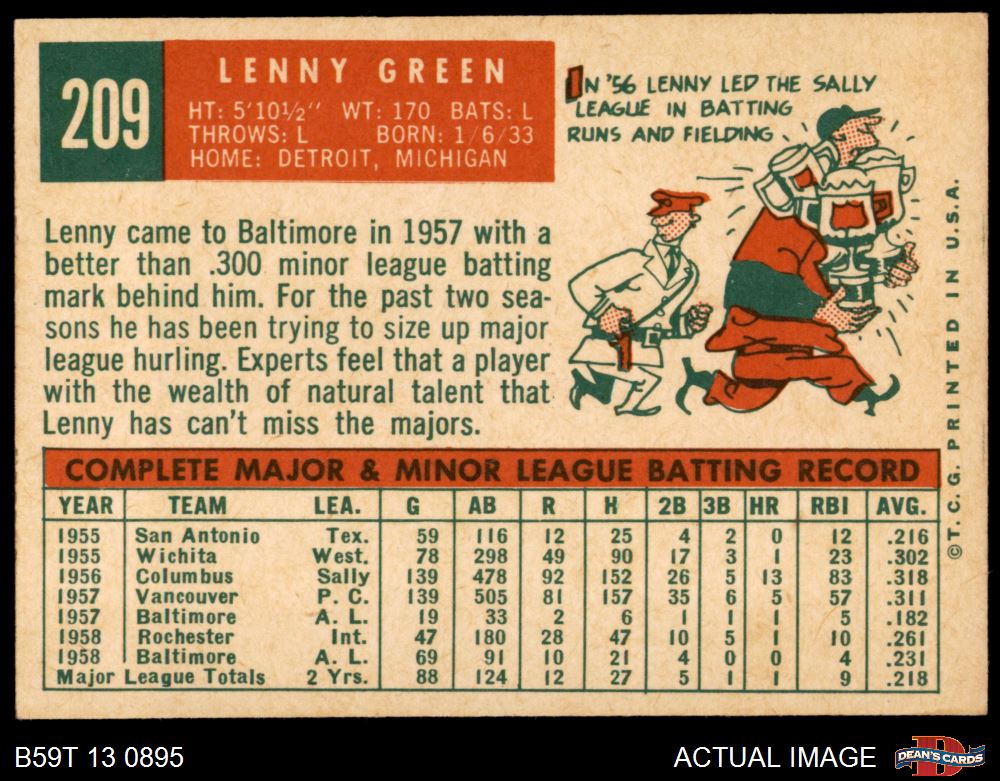 209
LENNY GREEN
HT: 5'10½" WT: 170 BATS: L
THROWS: L BORN: 1/6/33
HOME: DETROIT, MICHIGAN
IN '56 LENNY LED THE SALLY
LEAGUE IN BATTING
RUNS AND FIELDING
Lenny came to Baltimore in 1957 with a
better than .300 minor league batting
mark behind him. For the past two sea-
sons he has been trying to size up major
league hurling. Experts feel that a player
with the wealth of natural talent that
Lenny has can't miss the majors.
COMPLETE MAJOR & MINOR LEAGUE BATTING RECORD
YEAR TEAM LEA. G AB R H 2B 3B HR RBI AVG.
1955 San Antonio Tex. 59 116 12 25 4 2 0 12 .216
1955 Wichita West. 78 298 49 90 17 3 1 23 .302
1956 Columbus Sally 139 478 92 152 26 5 13 83 .318
1957 Vancouver P. C. 139 505 81 157 35 6 5 57 .311
1957 Baltimore A. L. 19 33 2 6 1 1 1 5 .182
1958 Rochester Int. 47 180 28 47 10 5 1 10 .261
1958 Baltimore A. L. 69 91 10 21 4 0 0 4 .231
Major League Totals 2 Yrs. 88 124 12 27 5 1 1 9 .218
©T. C. G. PRINTED IN U.S.A.
B59T 13 0895
ACTUAL IMAGE
D
DEAN'S CARDS